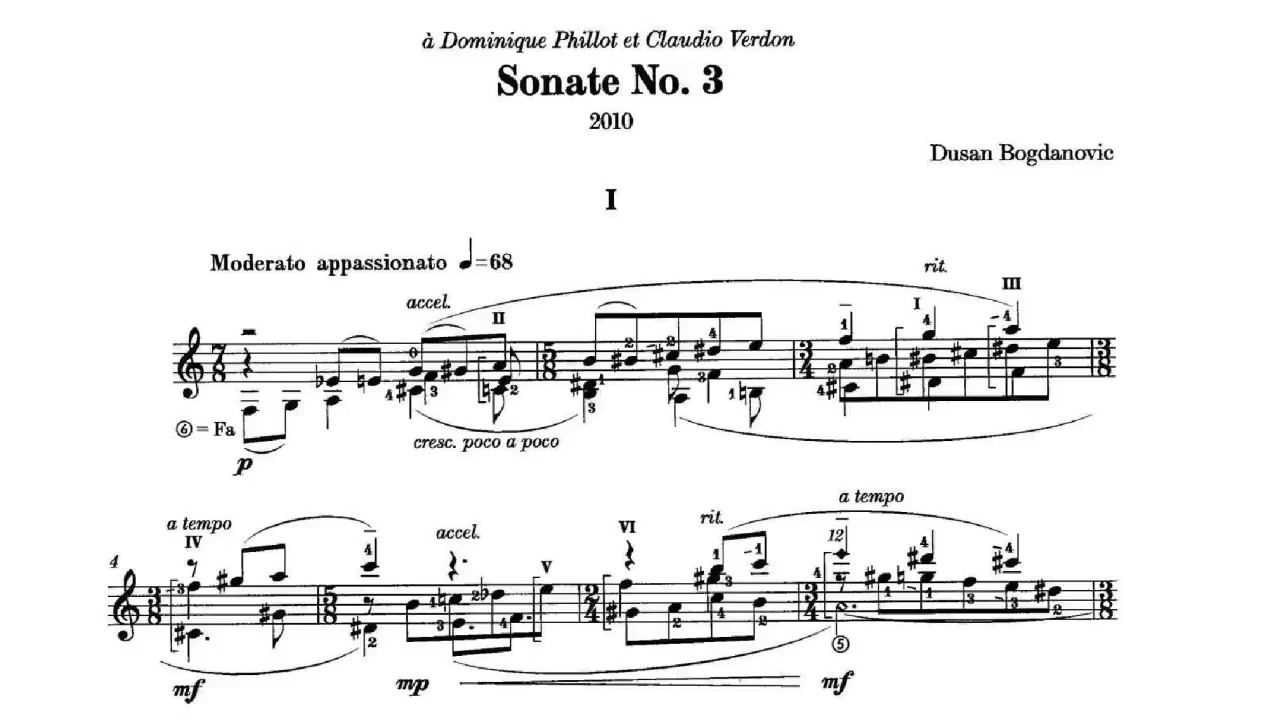 à Dominique Phillot et Claudio Verdon
Sonate No. 3
2010
Dusan Bogdanovic
I
Moderato appassionato ♩=68
rit.
III
accel.
I
II
⑥ = Fa
cresc. poco a poco
p
a tempo
a tempo
rit.
accel.
IV
VI
V
12
4
⑤
mf
mp
mf